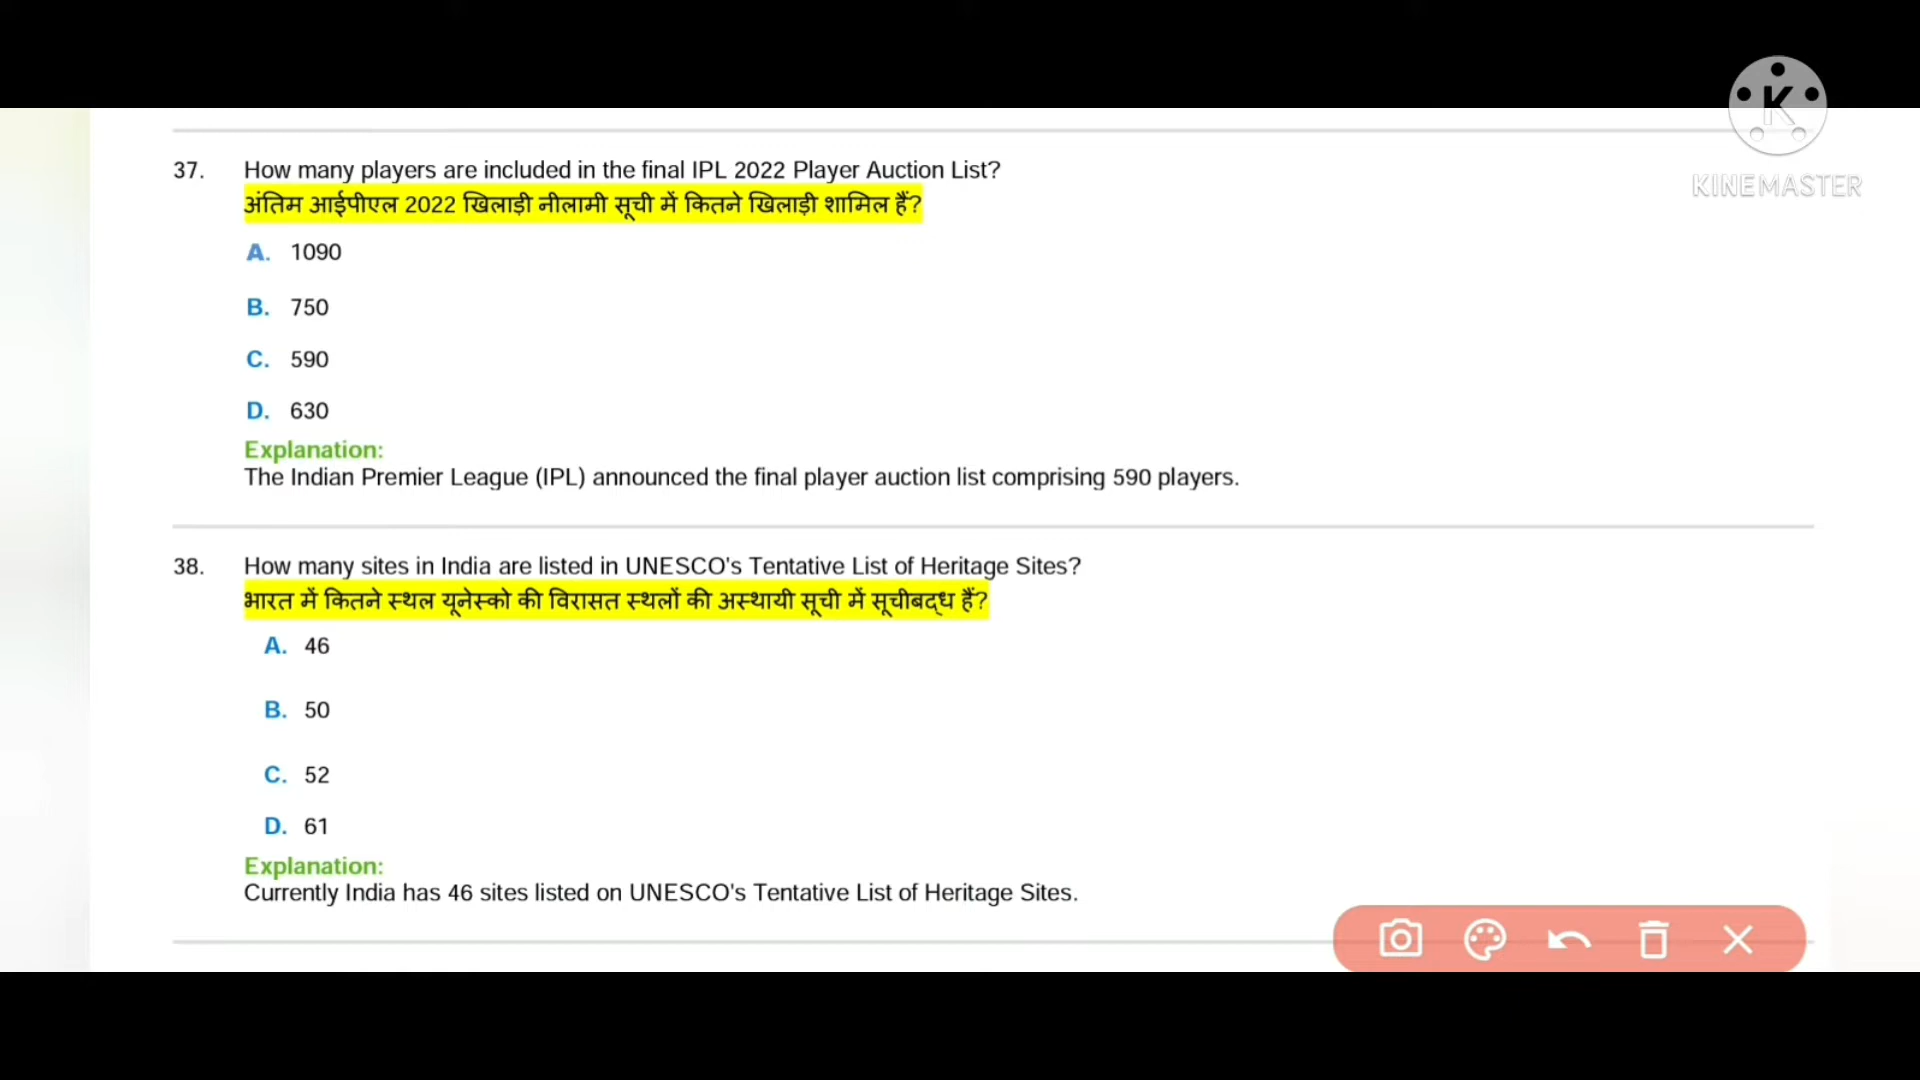 K
KINEMASTER
37. How many players are included in the final IPL 2022 Player Auction List?
अंतिम आईपीएल 2022 खिलाड़ी नीलामी सूची में कितने खिलाड़ी शामिल हैं?
A. 1090
B. 750
C. 590
D. 630
Explanation:
The Indian Premier League (IPL) announced the final player auction list comprising 590 players.
38. How many sites in India are listed in UNESCO's Tentative List of Heritage Sites?
भारत में कितने स्थल यूनेस्को की विरासत स्थलों की अस्थायी सूची में सूचीबद्ध हैं?
A. 46
B. 50
C. 52
D. 61
Explanation:
Currently India has 46 sites listed on UNESCO's Tentative List of Heritage Sites.